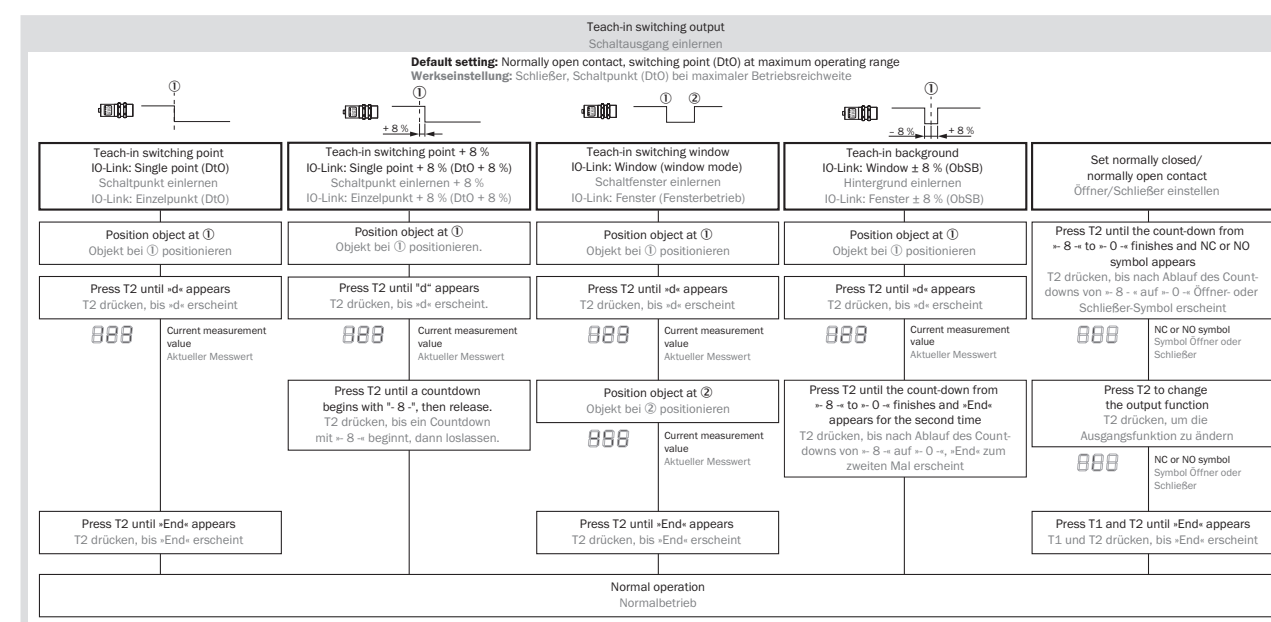 Teach-in switching output
Schaltausgang einlernen
Default setting: Normally open contact, switching point (DtO) at maximum operating range
Werkseinstellung: Schließer, Schaltpunkt (DtO) bei maximaler Betriebsreichweite
①
+ 8 %
①
① ②
①
– 8 % + 8 %
Teach-in switching point
IO-Link: Single point (DtO)
Schaltpunkt einlernen
IO-Link: Einzelpunkt (DtO)
Position object at ①
Objekt bei ① positionieren
Press T2 until »d« appears
T2 drücken, bis »d« erscheint
888
Current measurement
value
Aktueller Messwert
Press T2 until »End« appears
T2 drücken, bis »End« erscheint
Teach-in switching point + 8 %
IO-Link: Single point + 8 % (DtO + 8 %)
Schaltpunkt einlernen + 8 %
IO-Link: Einzelpunkt + 8 % (DtO + 8 %)
Position object at ①
Objekt bei ① positionieren.
Press T2 until "d“ appears
T2 drücken, bis »d« erscheint.
888
Current measurement
value
Aktueller Messwert
Press T2 until a countdown
begins with "- 8 -", then release.
T2 drücken, bis ein Countdown
mit »- 8 -« beginnt, dann loslassen.
Teach-in switching window
IO-Link: Window (window mode)
Schaltfenster einlernen
IO-Link: Fenster (Fensterbetrieb)
Position object at ①
Objekt bei ① positionieren
Press T2 until »d« appears
T2 drücken, bis »d« erscheint
888
Current measurement
value
Aktueller Messwert
Position object at ②
Objekt bei ② positionieren
888
Current measurement
value
Aktueller Messwert
Press T2 until »End« appears
T2 drücken, bis »End« erscheint
Teach-in background
IO-Link: Window ± 8 % (ObSB)
Hintergrund einlernen
IO-Link: Fenster ± 8 % (ObSB)
Position object at ①
Objekt bei ① positionieren
Press T2 until »d« appears
T2 drücken, bis »d« erscheint
888
Current measurement
value
Aktueller Messwert
Press T2 until the count-down from
»- 8 -« to »- 0 -« finishes and »End«
appears for the second time
T2 drücken, bis nach Ablauf des Count-
downs von »- 8 -« auf »- 0 -«, »End« zum
zweiten Mal erscheint
Set normally closed/
normally open contact
Öffner/Schließer einstellen
Press T2 until the count-down from
»- 8 -« to »- 0 -« finishes and NC or NO
symbol appears
T2 drücken, bis nach Ablauf des Count-
downs von »- 8 - « auf »- 0 -« Öffner- oder
Schließer-Symbol erscheint
888
NC or NO symbol
Symbol Öffner oder
Schließer
Press T2 to change
the output function
T2 drücken, um die
Ausgangsfunktion zu ändern
888
NC or NO symbol
Symbol Öffner oder
Schließer
Press T1 and T2 until »End« appears
T1 und T2 drücken, bis »End« erscheint
Normal operation
Normalbetrieb